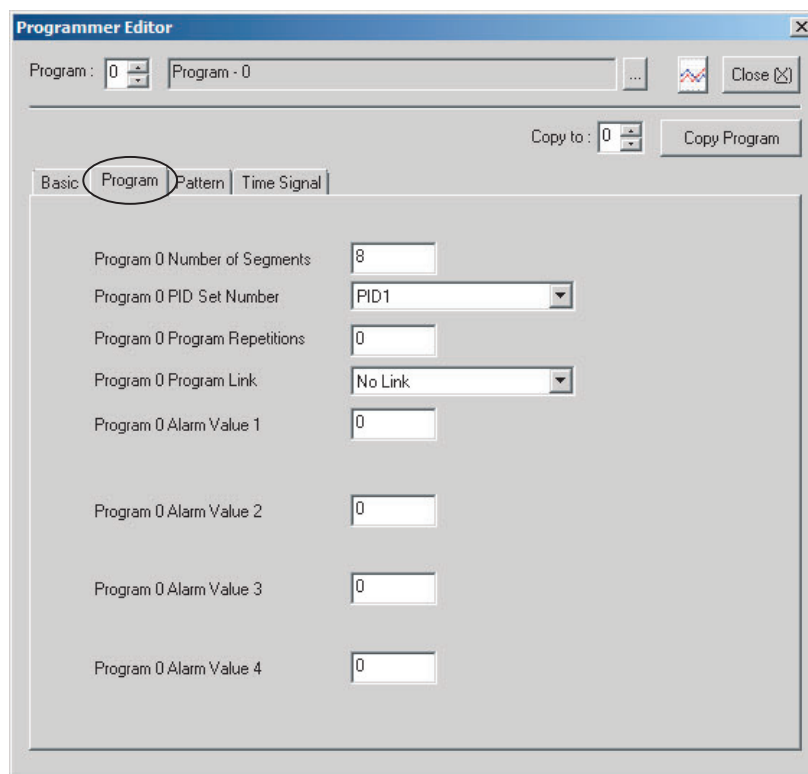 Programmer Editor
Program : 0 Program - 0 ... Close (X)
Copy to : 0 Copy Program
Basic Program Pattern Time Signal
Program 0 Number of Segments 8
Program 0 PID Set Number PID1
Program 0 Program Repetitions 0
Program 0 Program Link No Link
Program 0 Alarm Value 1 0
Program 0 Alarm Value 2 0
Program 0 Alarm Value 3 0
Program 0 Alarm Value 4 0